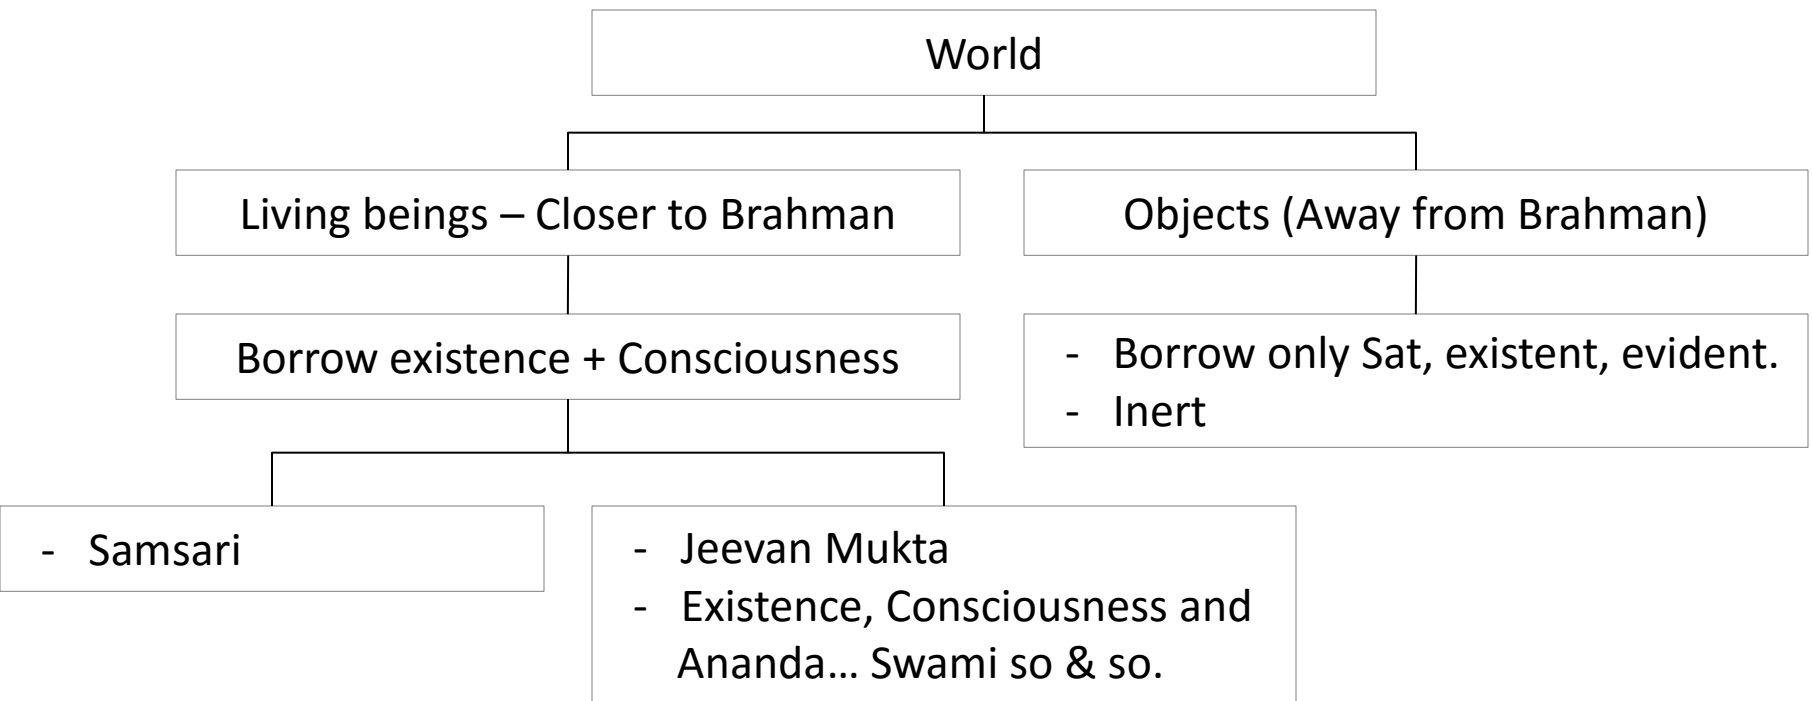 World
Living beings – Closer to Brahman
Objects (Away from Brahman)
Borrow existence + Consciousness
- Borrow only Sat, existent, evident.
- Inert
- Samsari
- Jeevan Mukta
- Existence, Consciousness and
Ananda… Swami so & so.